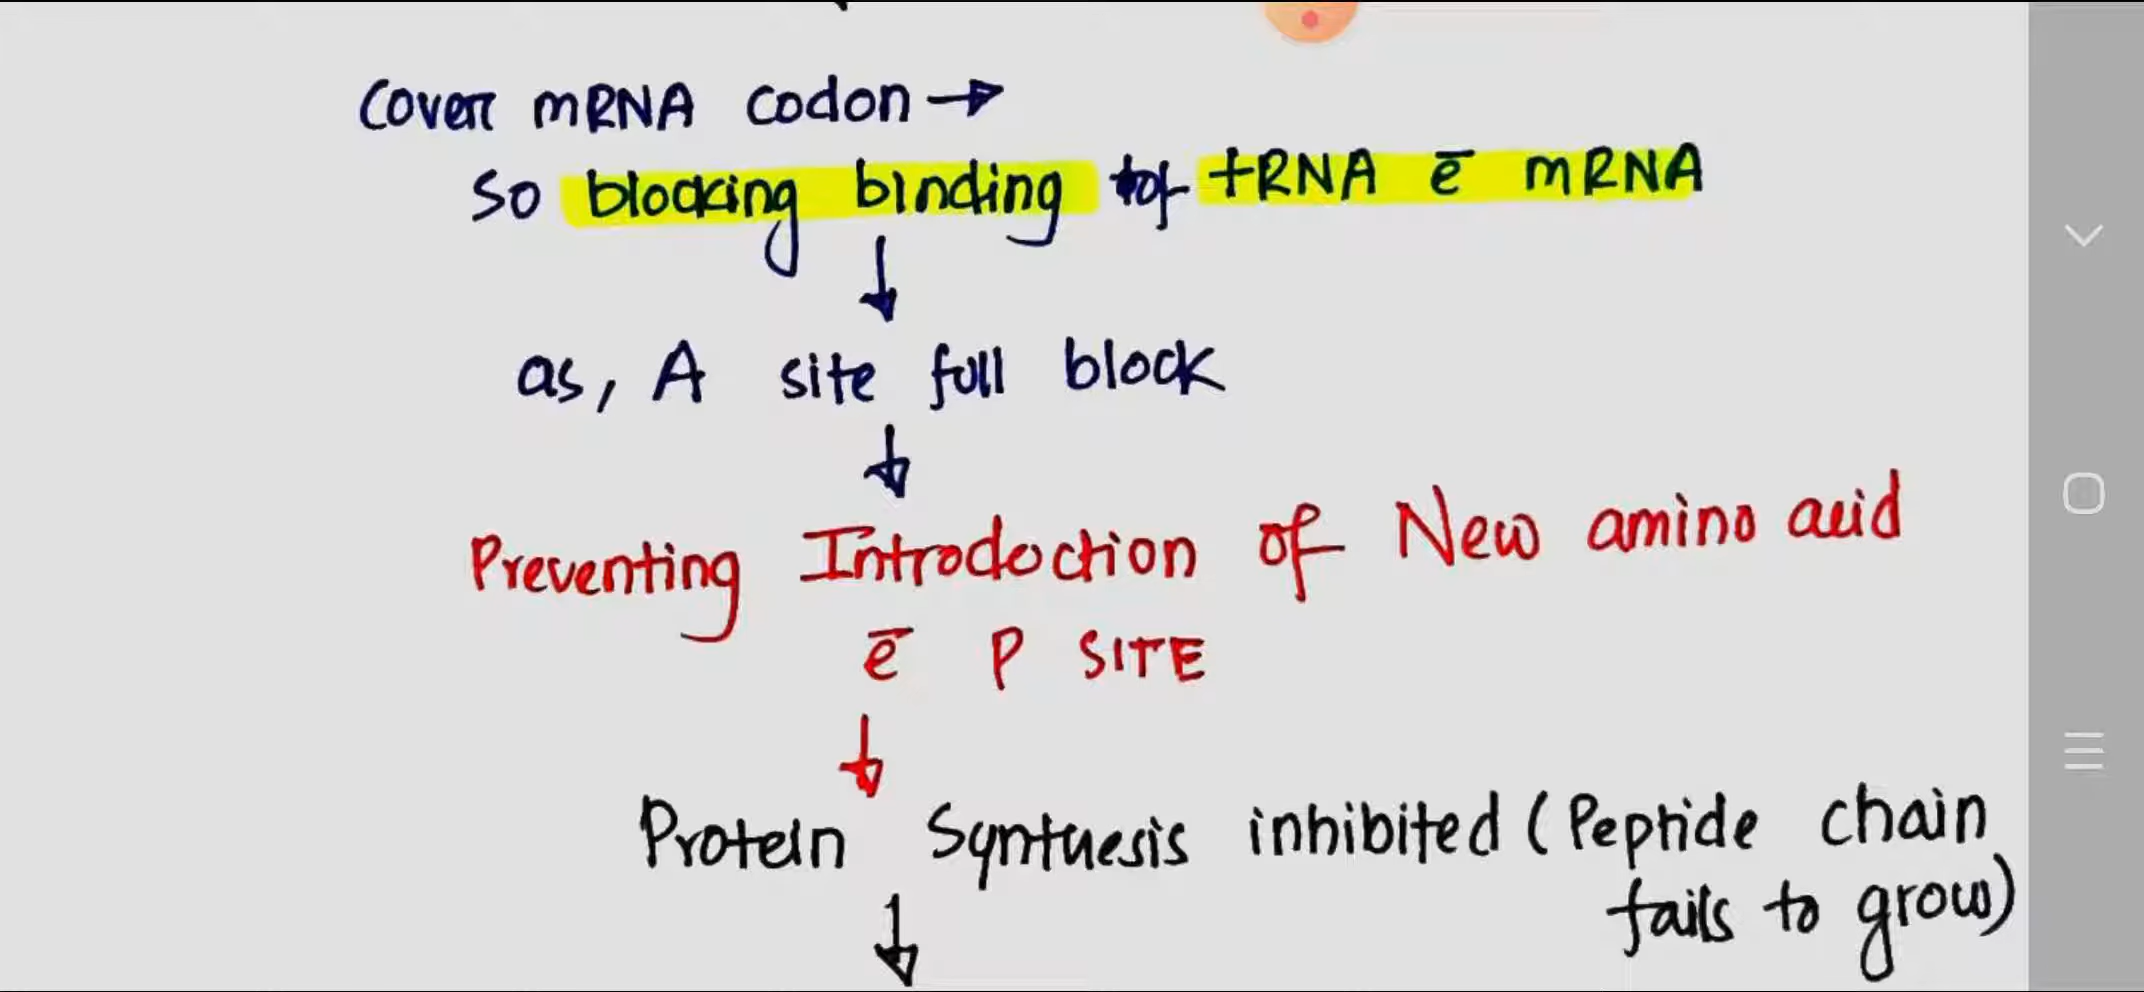 Cover mRNA codon →
so blocking binding of tRNA ē mRNA
↓
as, A site full block
↓
Preventing Introduction of New amino acid
ē P SITE
↓
Protein Synthesis inhibited (Peptide chain
fails to grow)
↓